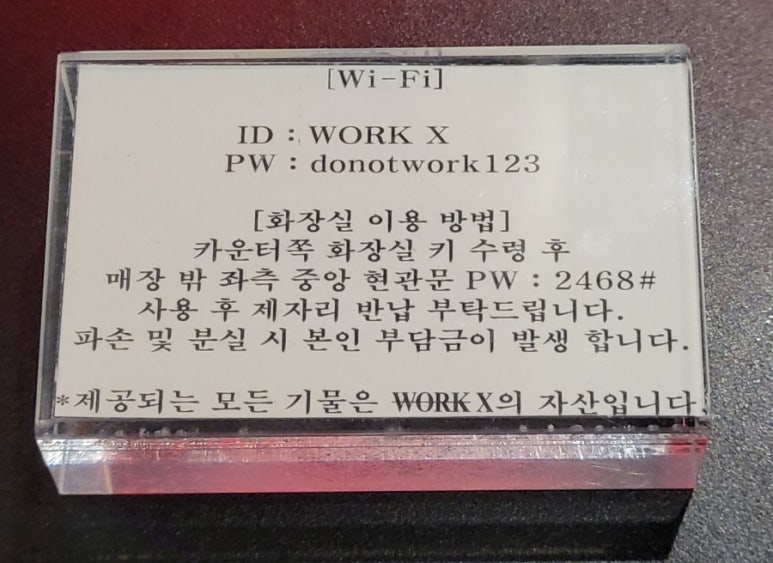 [Wi-Fi]
ID : WORK X
PW : donotwork123
[화장실 이용 방법]
카운터쪽 화장실 키 수령 후
매장 밖 좌측 중앙 현관문 PW : 2468#
사용 후 제자리 반납 부탁드립니다.
파손 및 분실 시 본인 부담금이 발생 합니다.
*제공되는 모든 기물은 WORK X의 자산입니다.